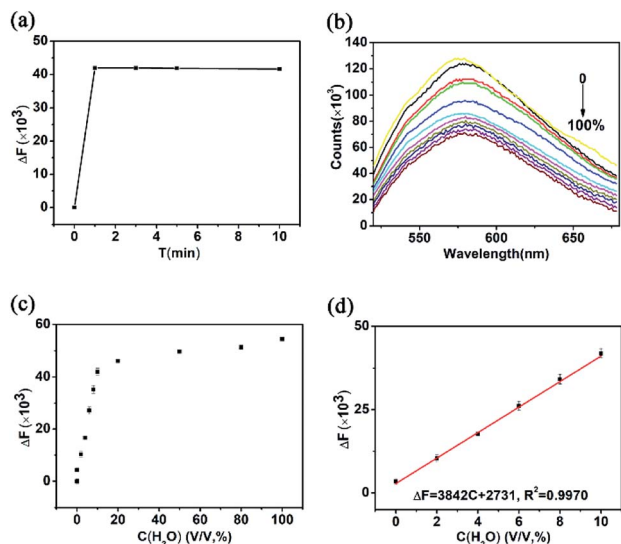 (a)
50
40
30
20
10
0
ΔF (×10³)
0 2 4 6 8 10
T(min)
(b)
140
120
100
80
60
40
20
0
Counts(×10³)
0
100%
550 600 650
Wavelength(nm)
(c)
60
40
20
0
ΔF (×10³)
0 20 40 60 80 100
C(H₂O) (V/V,%)
(d)
50
25
0
ΔF (×10³)
ΔF=3842C+2731, R²=0.9970
0 2 4 6 8 10
C(H₂O) (V/V,%)